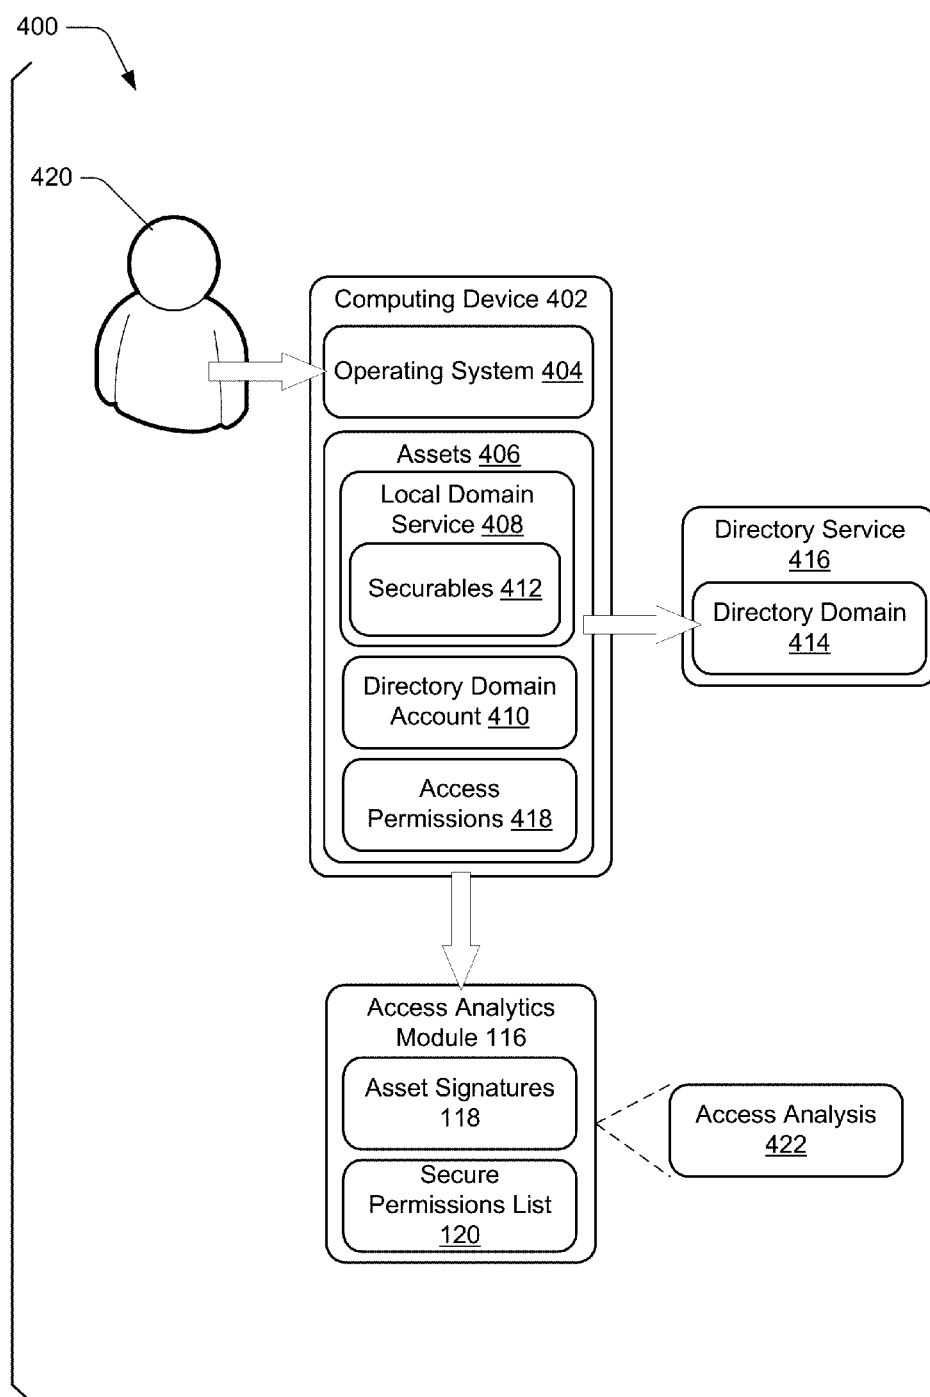 400
420
Computing Device 402
Operating System 404
Assets 406
Local Domain
Service 408
Securables 412
Directory Domain
Account 410
Access
Permissions 418
Directory Service
416
Directory Domain
414
Access Analytics
Module 116
Asset Signatures
118
Secure
Permissions List
120
Access Analysis
422